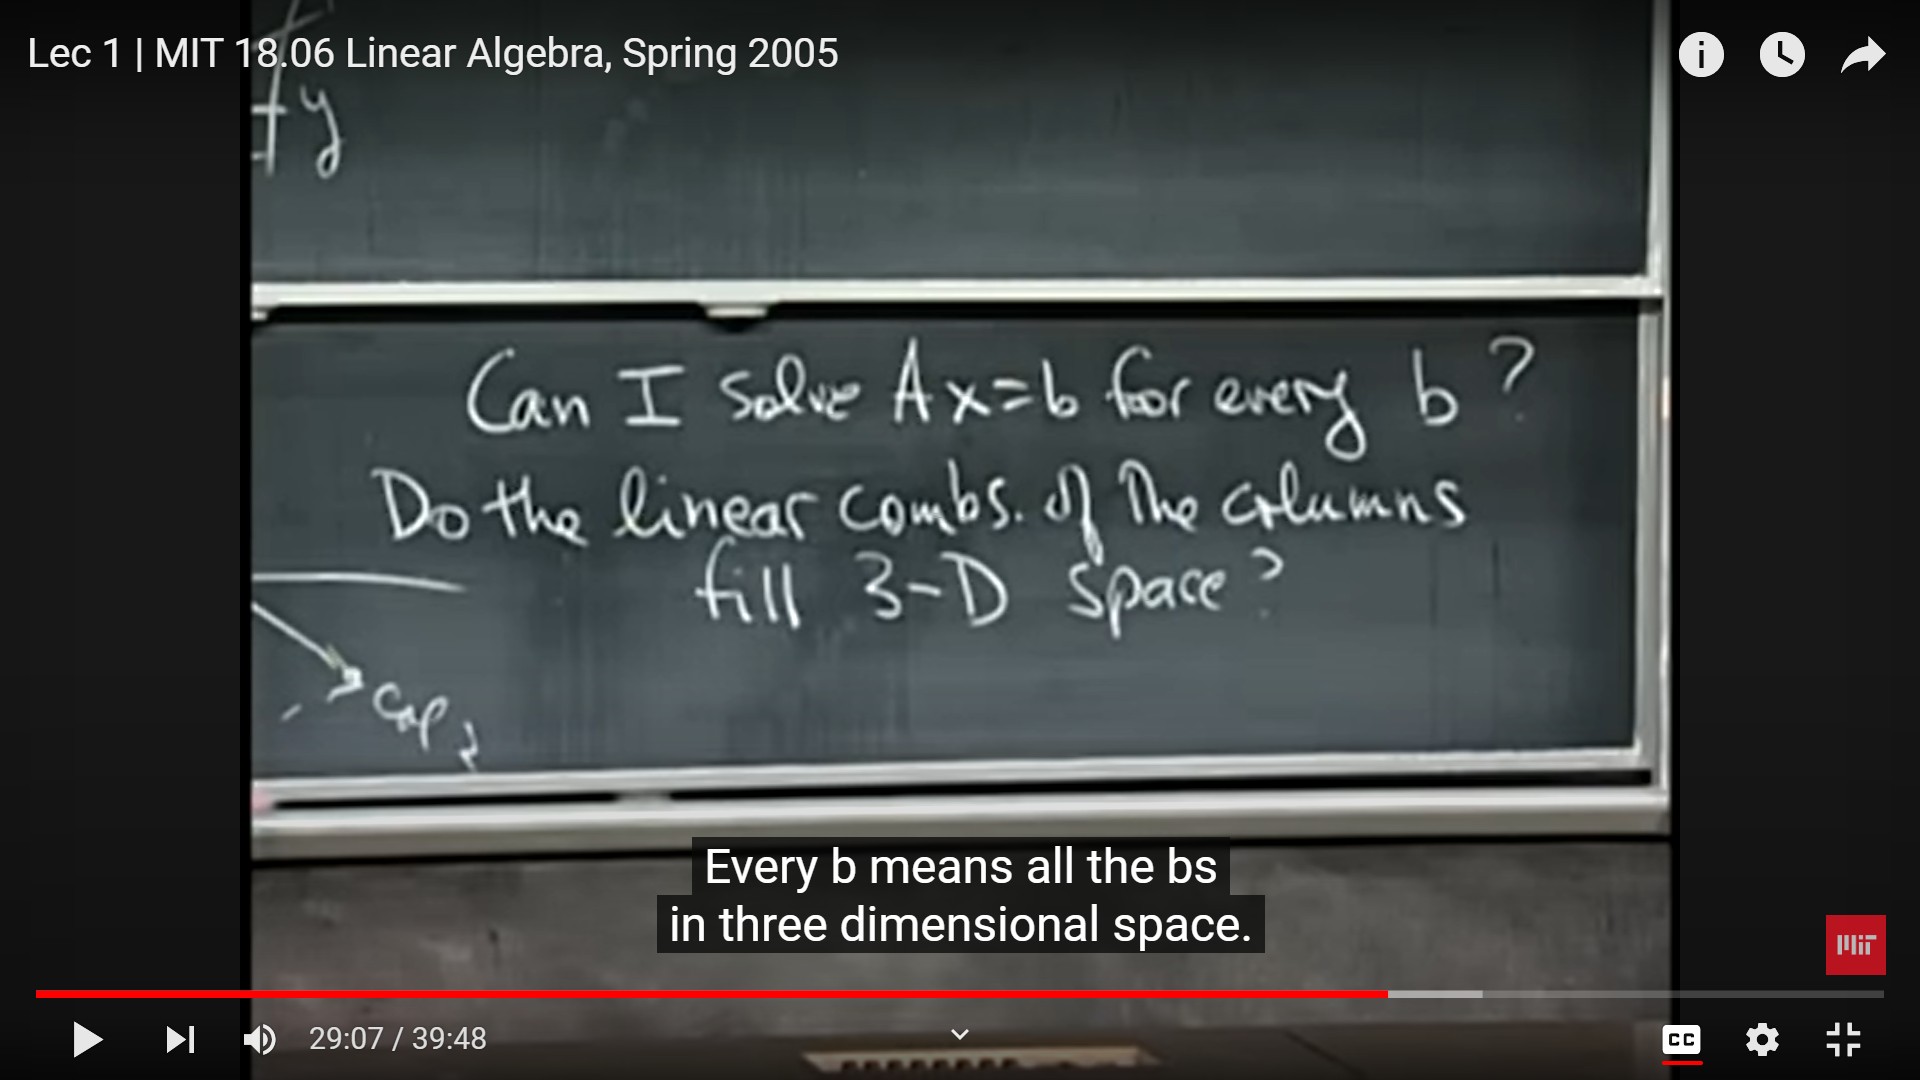 Lec 1 | MIT 18.06 Linear Algebra, Spring 2005
y
Can I solve Ax=b for every b?
Do the linear combs. of the columns
fill 3-D space?
Every b means all the bs
in three dimensional space.
MIT
29:07 / 39:48
CC